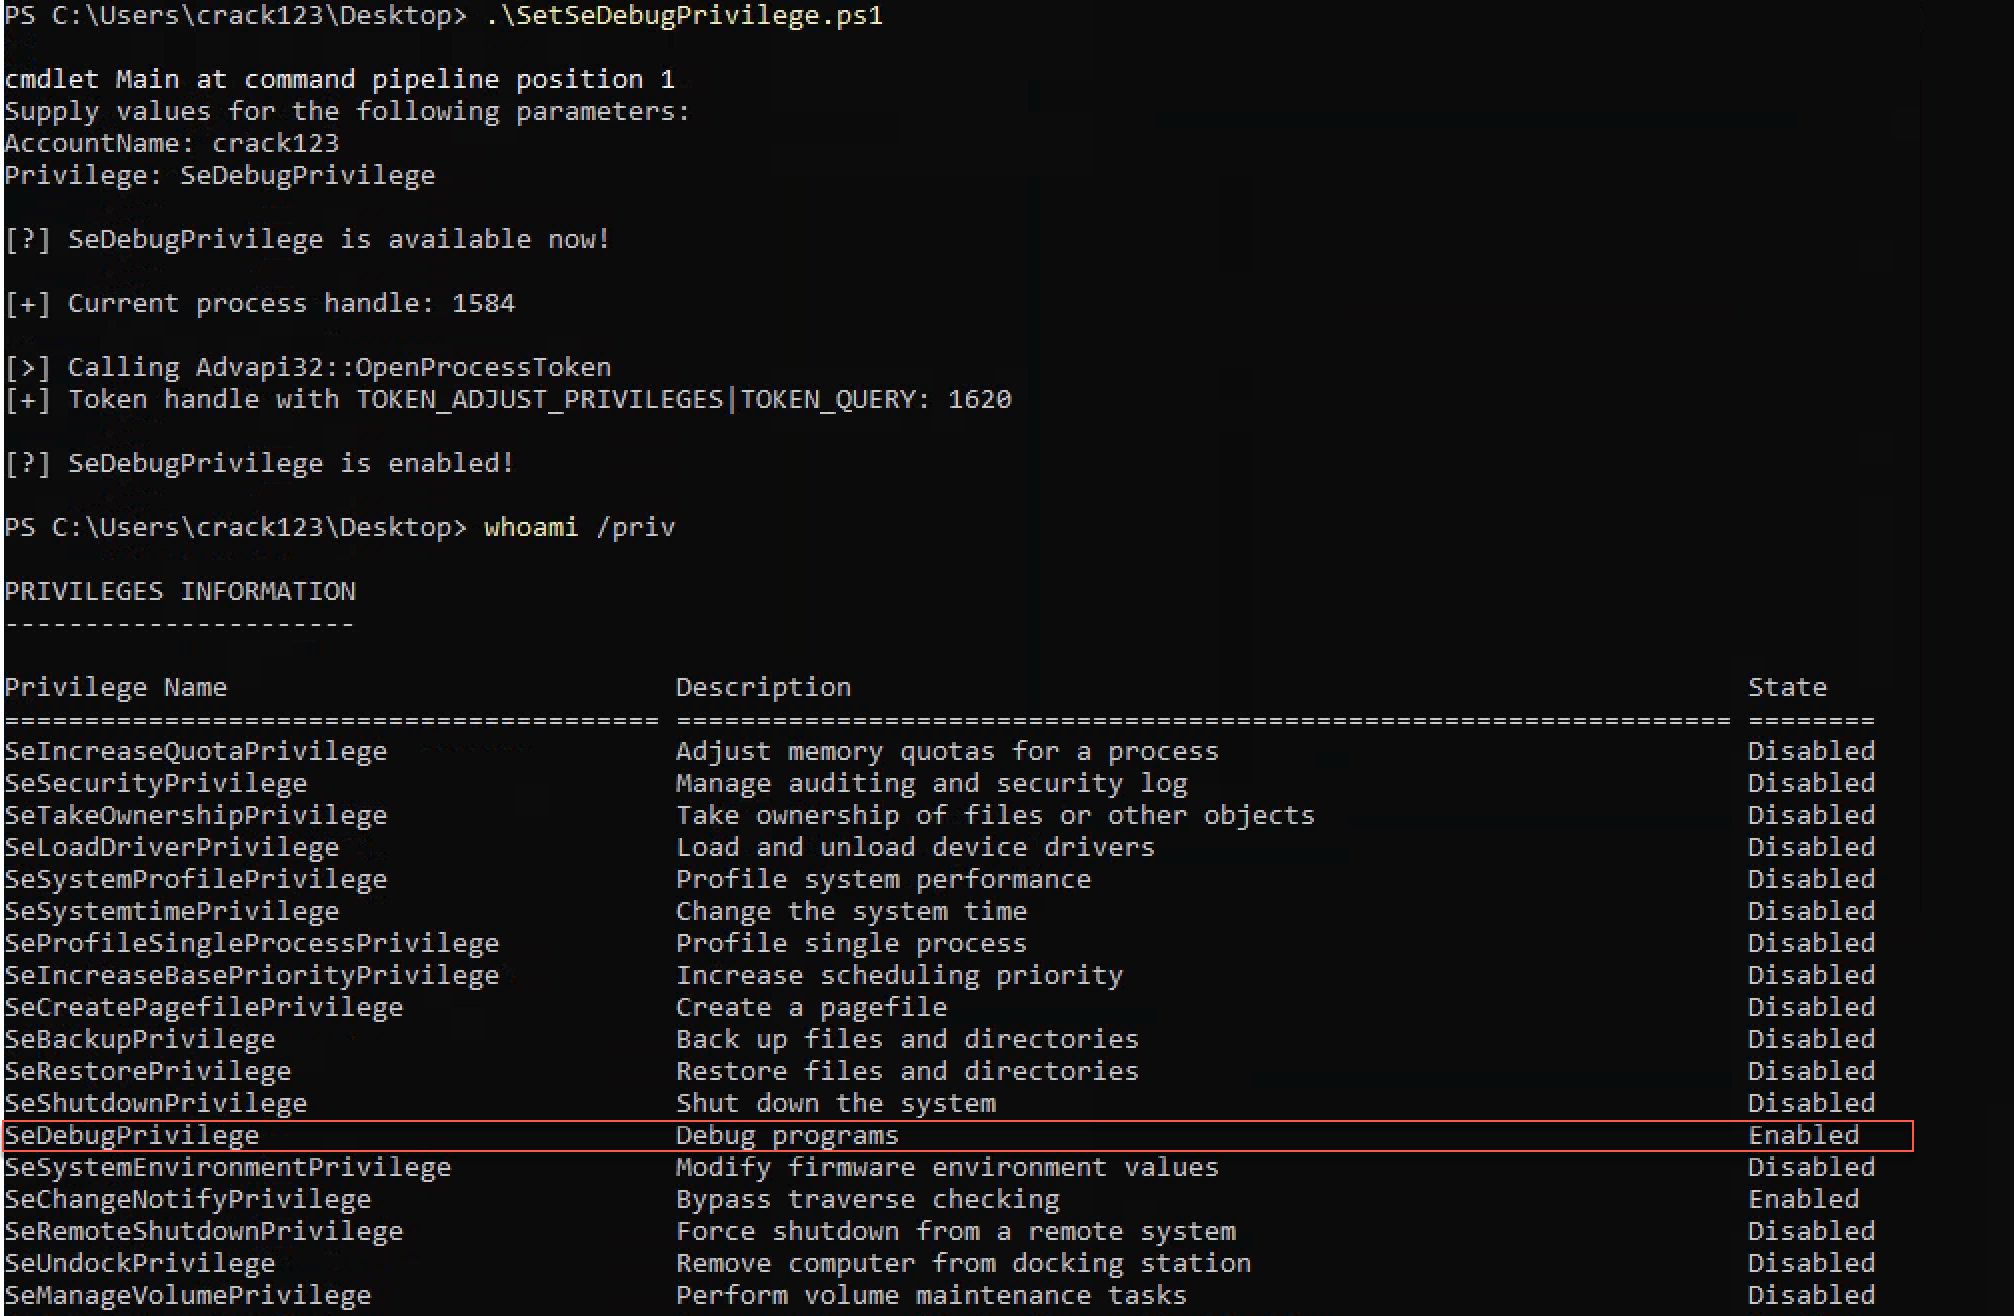 PS C:\Users\crack123\Desktop> .\SetSeDebugPrivilege.ps1
cmdlet Main at command pipeline position 1
Supply values for the following parameters:
AccountName: crack123
Privilege: SeDebugPrivilege
[?] SeDebugPrivilege is available now!
[+] Current process handle: 1584
[>] Calling Advapi32::OpenProcessToken
[+] Token handle with TOKEN_ADJUST_PRIVILEGES|TOKEN_QUERY: 1620
[?] SeDebugPrivilege is enabled!
PS C:\Users\crack123\Desktop> whoami /priv
PRIVILEGES INFORMATION
----------------------
Privilege Name Description State
========================================= ================================================================== ========
SeIncreaseQuotaPrivilege Adjust memory quotas for a process Disabled
SeSecurityPrivilege Manage auditing and security log Disabled
SeTakeOwnershipPrivilege Take ownership of files or other objects Disabled
SeLoadDriverPrivilege Load and unload device drivers Disabled
SeSystemProfilePrivilege Profile system performance Disabled
SeSystemtimePrivilege Change the system time Disabled
SeProfileSingleProcessPrivilege Profile single process Disabled
SeIncreaseBasePriorityPrivilege Increase scheduling priority Disabled
SeCreatePagefilePrivilege Create a pagefile Disabled
SeBackupPrivilege Back up files and directories Disabled
SeRestorePrivilege Restore files and directories Disabled
SeShutdownPrivilege Shut down the system Disabled
SeDebugPrivilege Debug programs Enabled
SeSystemEnvironmentPrivilege Modify firmware environment values Disabled
SeChangeNotifyPrivilege Bypass traverse checking Enabled
SeRemoteShutdownPrivilege Force shutdown from a remote system Disabled
SeUndockPrivilege Remove computer from docking station Disabled
SeManageVolumePrivilege Perform volume maintenance tasks Disabled